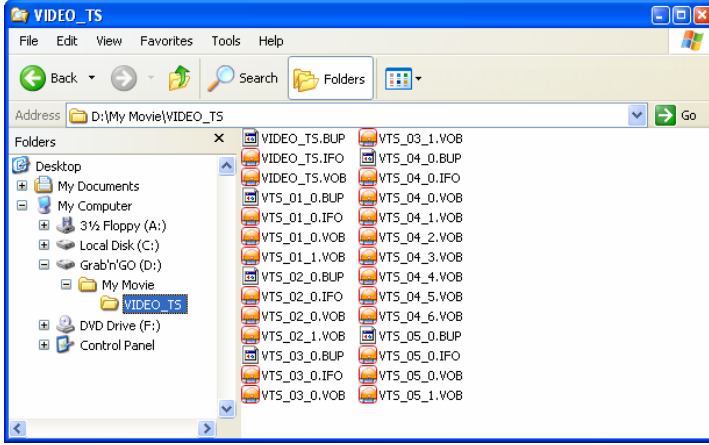 VIDEO_TS
File Edit View Favorites Tools Help
Back Search Folders
Address D:\My Movie\VIDEO_TS Go
Folders
Desktop
My Documents
My Computer
3½ Floppy (A:)
Local Disk (C:)
Grab'n'GO (D:)
My Movie
VIDEO_TS
DVD Drive (F:)
Control Panel
VIDEO_TS.BUP
VIDEO_TS.IFO
VIDEO_TS.VOB
VTS_01_0.BUP
VTS_01_0.IFO
VTS_01_0.VOB
VTS_01_1.VOB
VTS_02_0.BUP
VTS_02_0.IFO
VTS_02_0.VOB
VTS_02_1.VOB
VTS_03_0.BUP
VTS_03_0.IFO
VTS_03_0.VOB
VTS_03_1.VOB
VTS_04_0.BUP
VTS_04_0.IFO
VTS_04_0.VOB
VTS_04_1.VOB
VTS_04_2.VOB
VTS_04_3.VOB
VTS_04_4.VOB
VTS_04_5.VOB
VTS_04_6.VOB
VTS_05_0.BUP
VTS_05_0.IFO
VTS_05_0.VOB
VTS_05_1.VOB